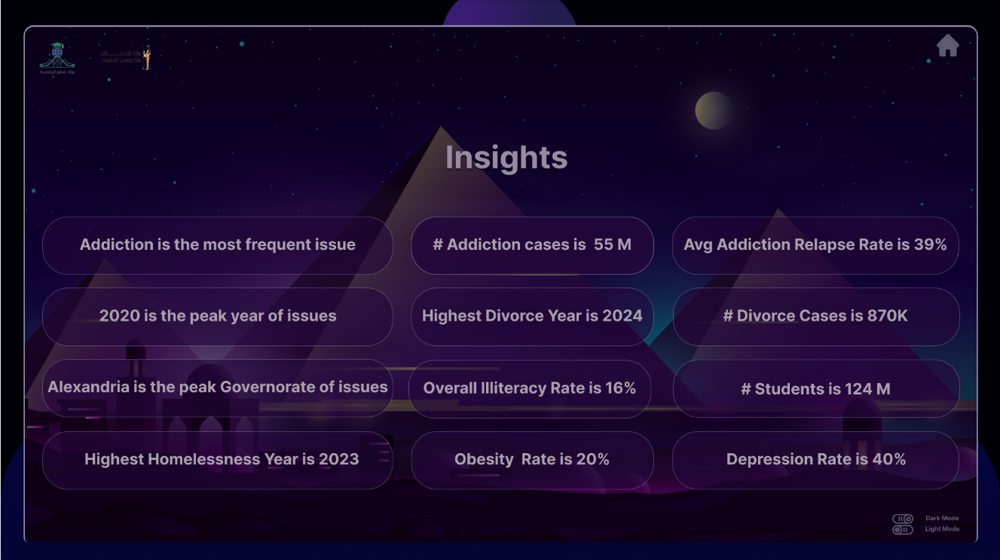 رواد مصر الرقمية
Insights
Addiction is the most frequent issue
# Addiction cases is 55 M
Avg Addiction Relapse Rate is 39%
2020 is the peak year of issues
Highest Divorce Year is 2024
# Divorce Cases is 870K
Alexandria is the peak Governorate of issues
Overall Illiteracy Rate is 16%
# Students is 124 M
Highest Homelessness Year is 2023
Obesity Rate is 20%
Depression Rate is 40%
Dark Mode
Light Mode